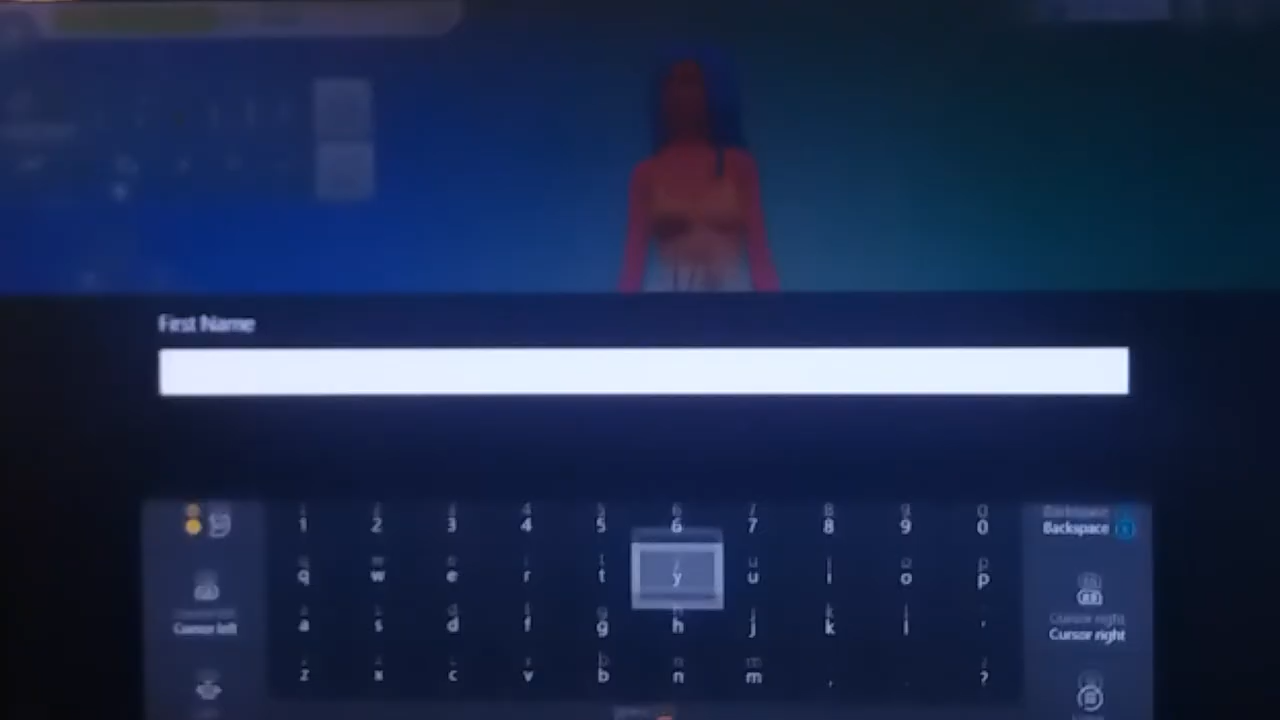 First Name
1 2 3 4 5 6 7 8 9 0 Backspace
q w e r t y u i o p
Cursor left a s d f g h j k l ' Cursor right
z x c v b n m , . ?